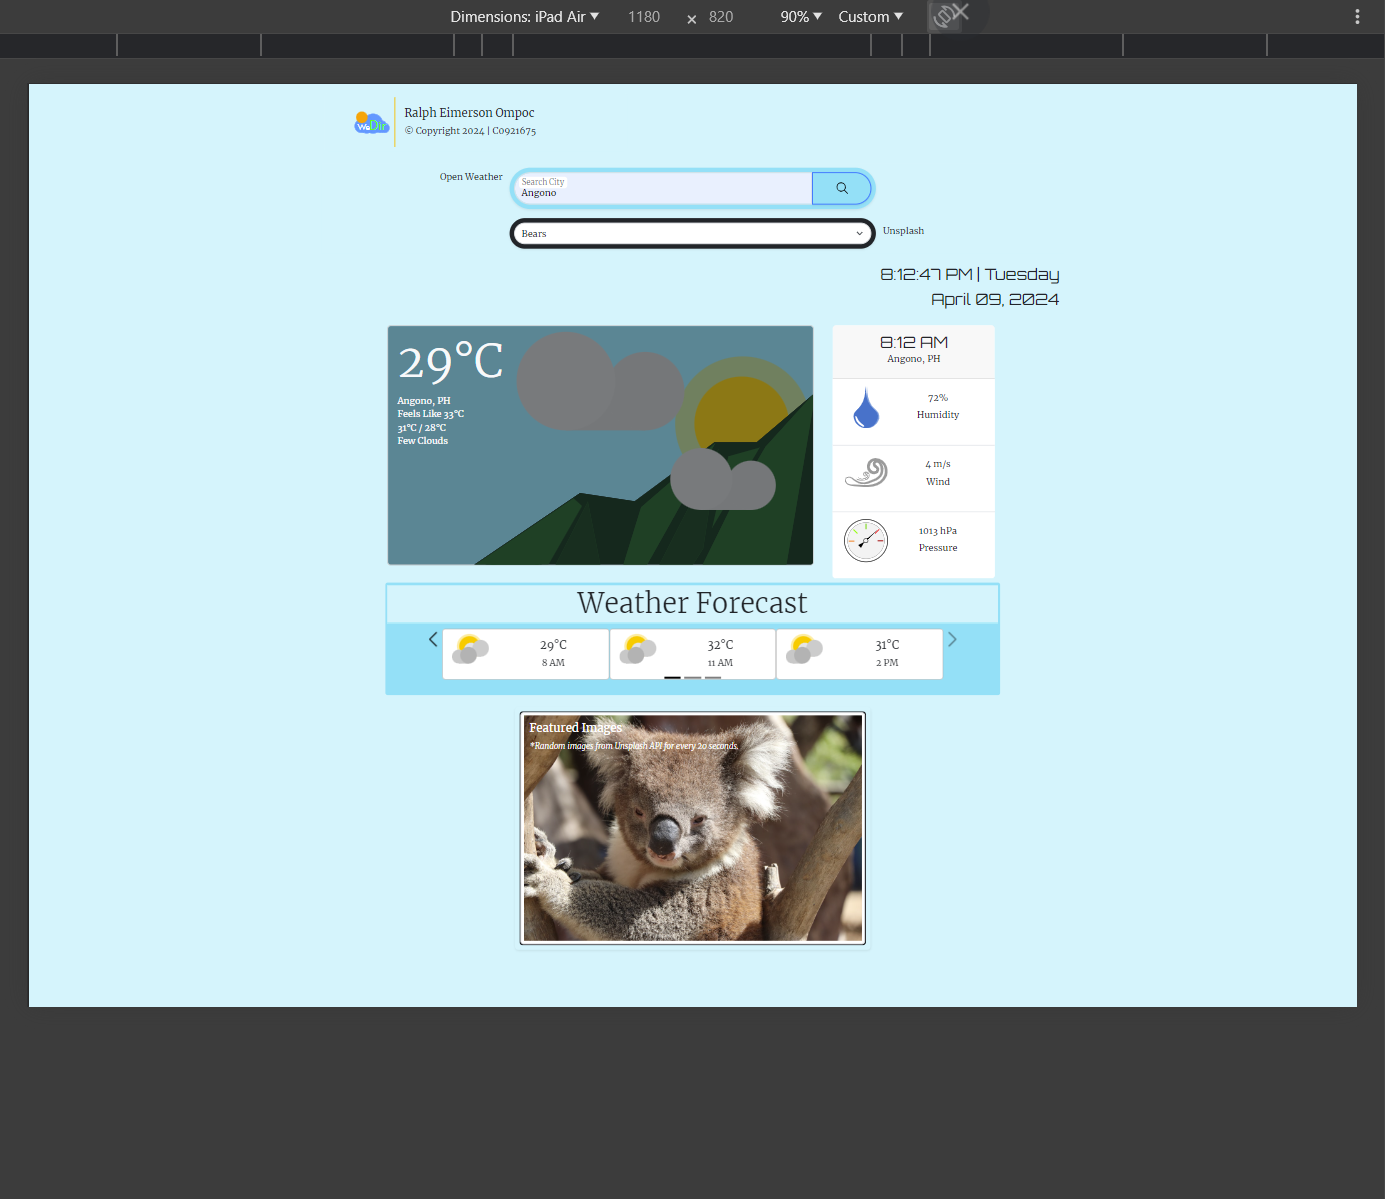 Dimensions: iPad Air ▼ 1180 × 820 90% ▼ Custom ▼
WeDir
Ralph Eimerson Ompoc
© Copyright 2024 | C0921675
Open Weather
Search City
Angono
Bears
Unsplash
8:12:47 PM | Tuesday
April 09, 2024
29°C
Angono, PH
Feels Like 33°C
31°C / 28°C
Few Clouds
8:12 AM
Angono, PH
72%
Humidity
4 m/s
Wind
1013 hPa
Pressure
Weather Forecast
29°C
8 AM
32°C
11 AM
31°C
2 PM
Featured Images
*Random images from Unsplash API for every 20 seconds.